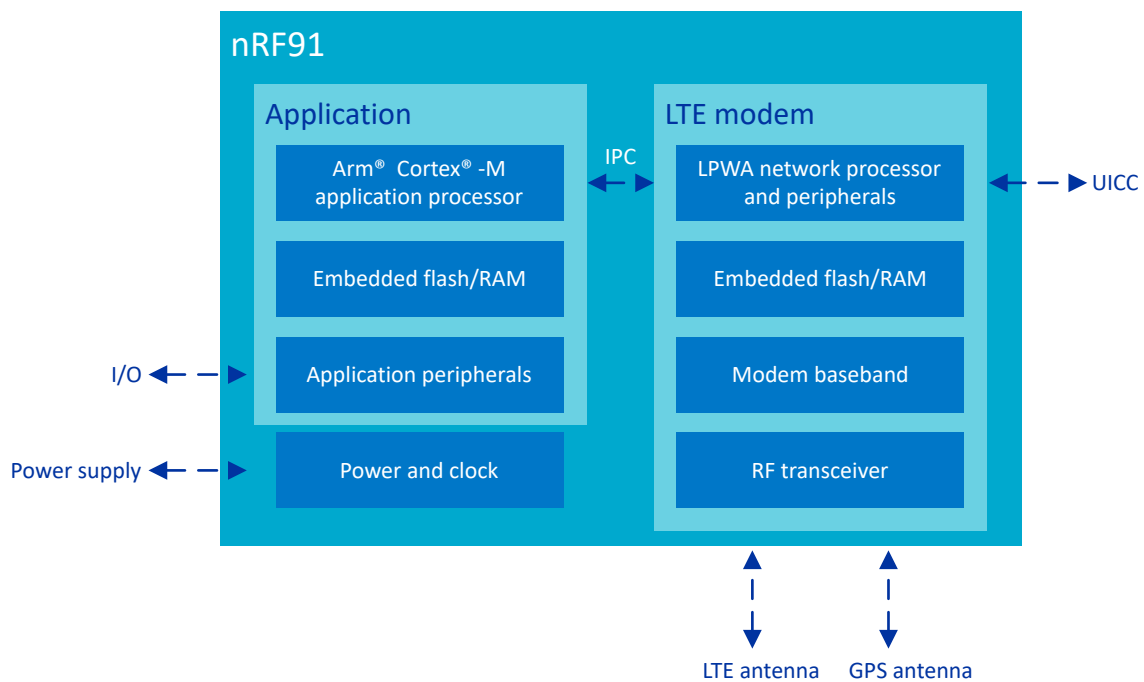 nRF91
Application
Arm® Cortex® -M
application processor
Embedded flash/RAM
Application peripherals
Power and clock
IPC
LTE modem
LPWA network processor
and peripherals
Embedded flash/RAM
Modem baseband
RF transceiver
I/O
Power supply
UICC
LTE antenna
GPS antenna